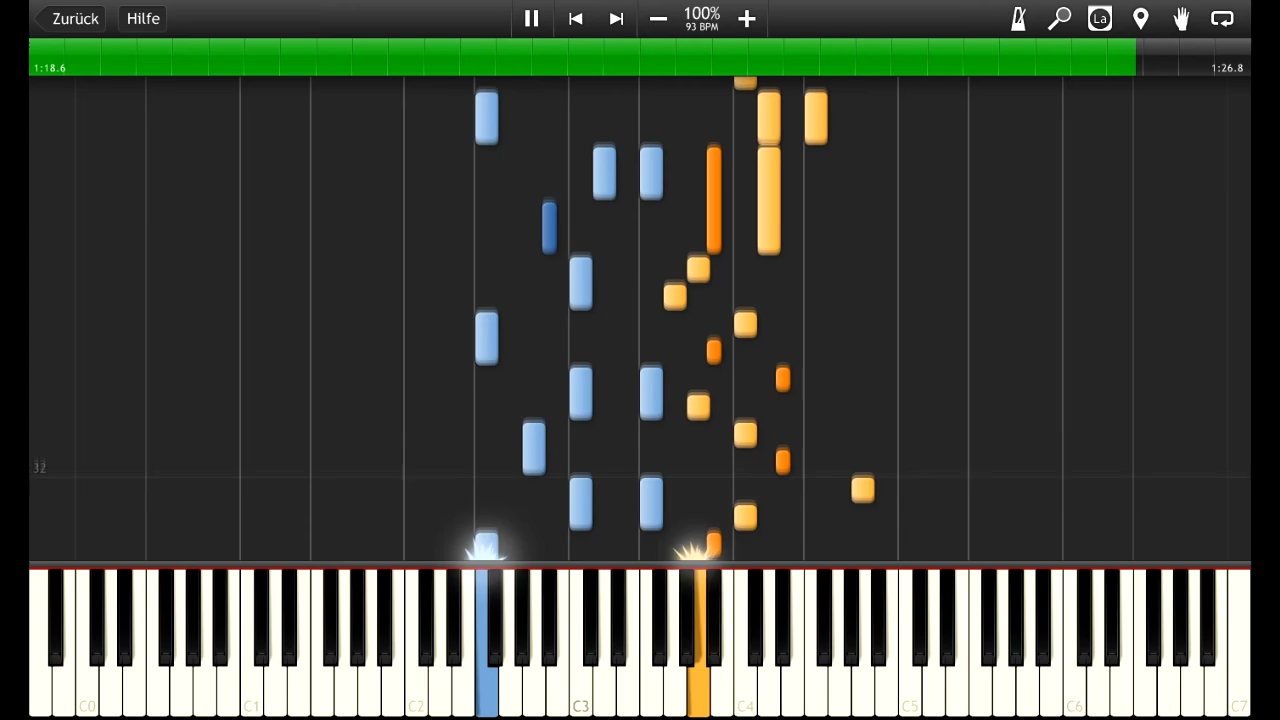 Zurück
Hilfe
100%
93 BPM
La
1:18.6
1:26.8
32
C0 C1 C2 C3 C4 C5 C6 C7